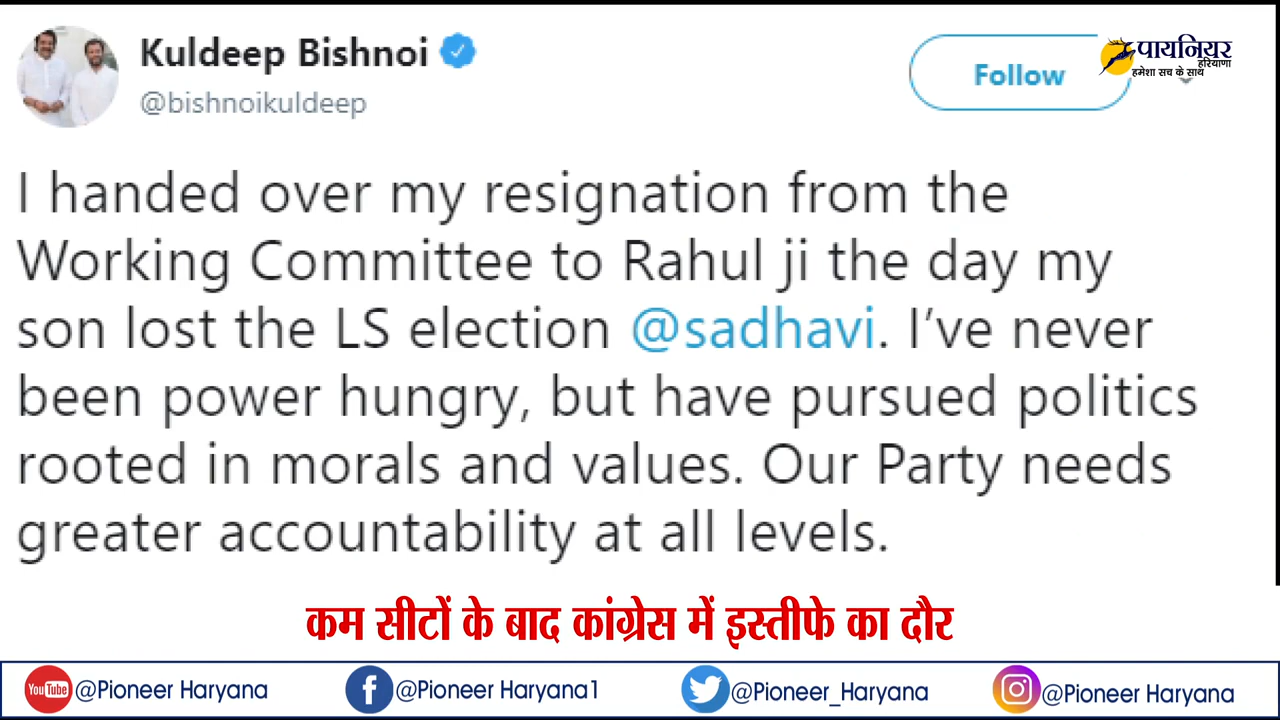 Kuldeep Bishnoi
@bishnoikuldeep
Follow
पायनियर
हरियाणा
हमेशा सच के साथ
I handed over my resignation from the
Working Committee to Rahul ji the day my
son lost the LS election @sadhavi. I’ve never
been power hungry, but have pursued politics
rooted in morals and values. Our Party needs
greater accountability at all levels.
कम सीटों के बाद कांग्रेस में इस्तीफे का दौर
YouTube @Pioneer Haryana
@Pioneer Haryana1
@Pioneer_Haryana
@Pioneer Haryana